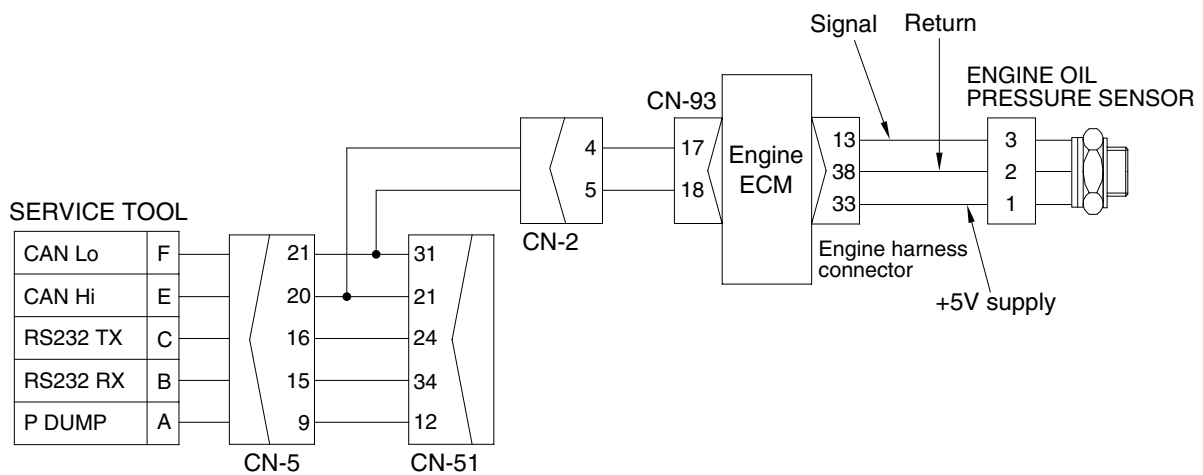 Signal Return
ENGINE OIL
PRESSURE SENSOR
CN-93
4 17 13 3
Engine
ECM
38 2
5 18 33 1
SERVICE TOOL
CN-2
Engine harness
connector
+5V supply
CAN Lo F 21 31
CAN Hi E 20 21
RS232 TX C 16 24
RS232 RX B 15 34
P DUMP A 9 12
CN-5 CN-51